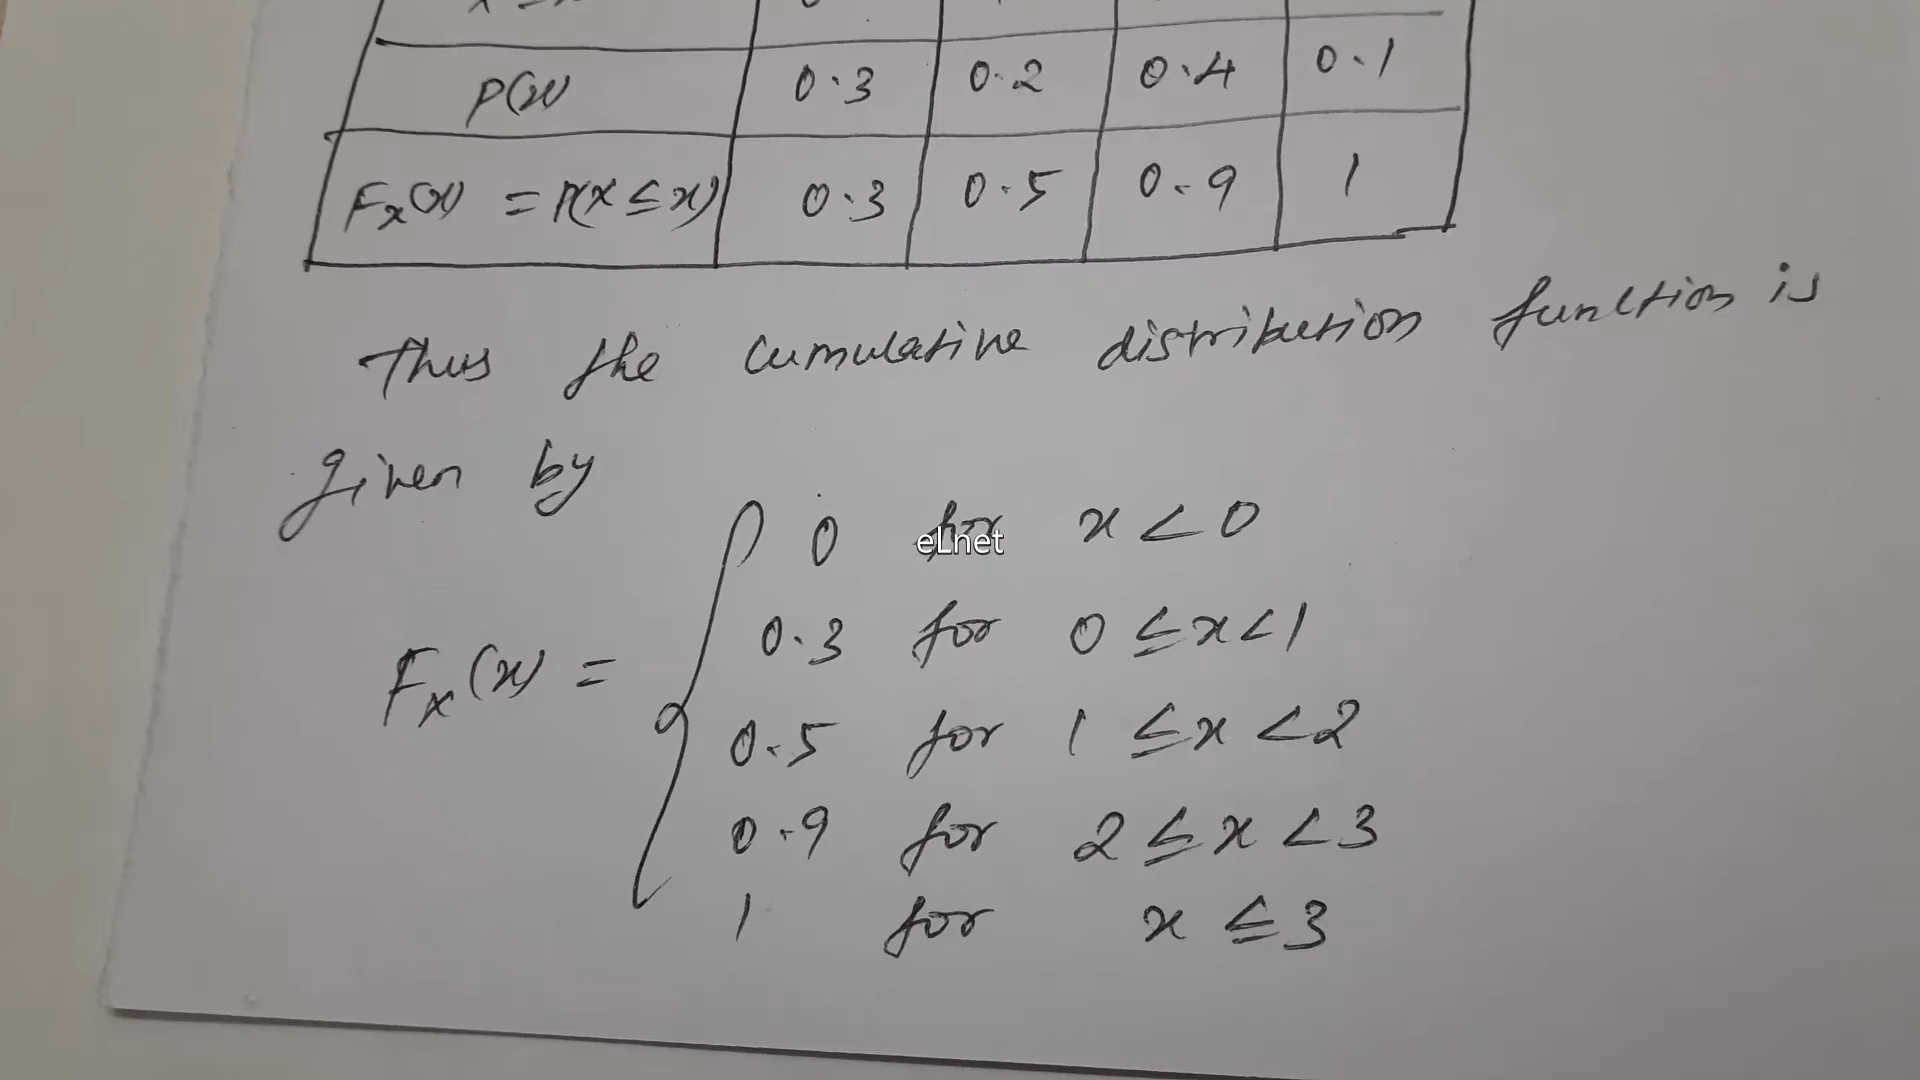 P(x) 0.3 0.2 0.4 0.1
Fx(x) = P(X ≤ x) 0.3 0.5 0.9 1
Thus the cumulative distribution function is
given by
0 for x < 0
eLnet
0.3 for 0 ≤ x < 1
Fx(x) =
0.5 for 1 ≤ x < 2
0.9 for 2 ≤ x < 3
1 for x ≤ 3